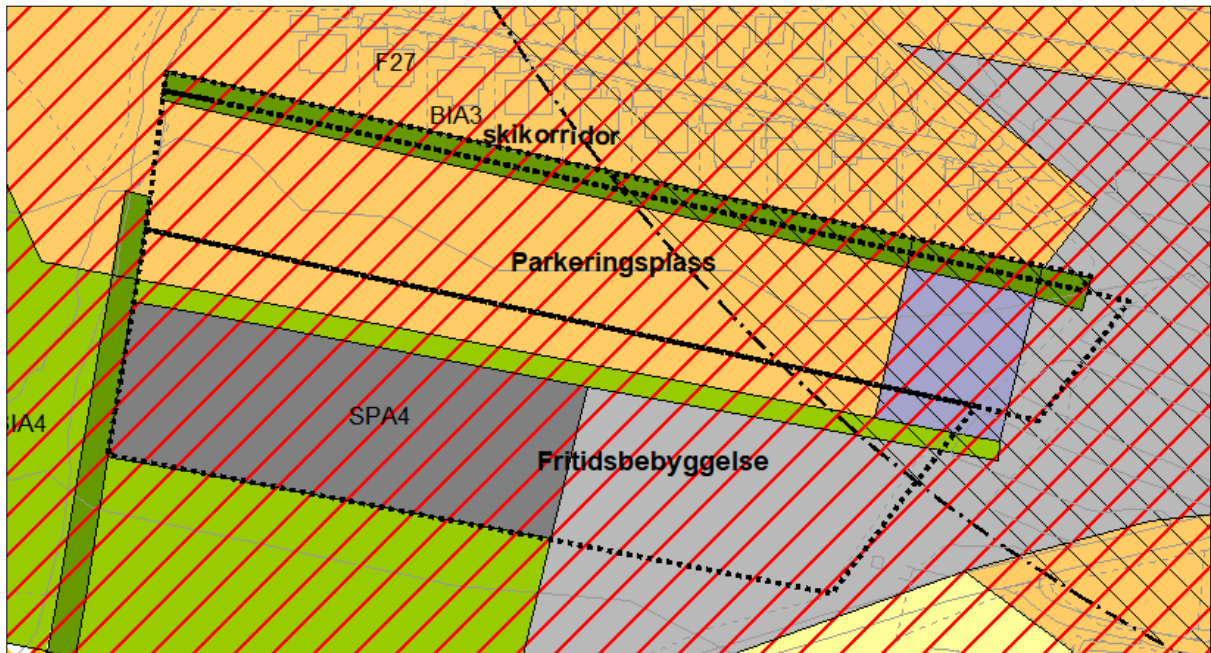 F27
BIA3
skikorridor
Parkeringsplass
SPA4
BIA4
Fritidsbebyggelse